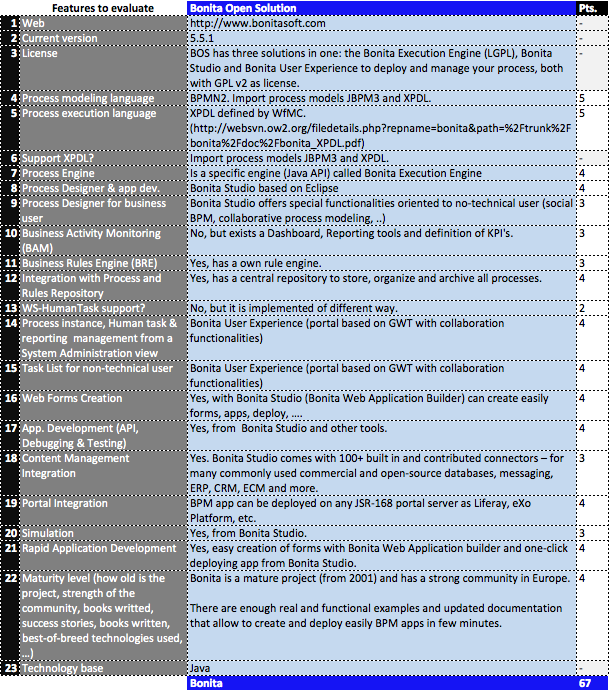 Features to evaluate Bonita Open Solution Pts.
1 Web http://www.bonitasoft.com -
2 Current version 5.5.1 -
3 License BOS has three solutions in one: the Bonita Execution Engine (LGPL), Bonita -
Studio and Bonita User Experience to deploy and manage your process, both
with GPL v2 as license.
4 Process modeling language BPMN2. Import process models JBPM3 and XPDL. 5
5 Process execution language XPDL defined by WfMC. 5
(http://websvn.ow2.org/filedetails.php?repname=bonita&path=%2Ftrunk%2F
bonita%2Fdoc%2Fbonita_XPDL.pdf)
6 Support XPDL? Import process models JBPM3 and XPDL. -
7 Process Engine Is a specific engine (Java API) called Bonita Execution Engine 4
8 Process Designer & app dev. Bonita Studio based on Eclipse 4
9 Process Designer for business Bonita Studio offers special functionalities oriented to no-technical user (social 3
user BPM, collaborative process modeling, ..)
10 Business Activity Monitoring No, but exists a Dashboard, Reporting tools and definition of KPI's. 3
(BAM)
11 Business Rules Engine (BRE) Yes, has a own rule engine. 3
12 Integration with Process and Yes, has a central repository to store, organize and archive all processes. 4
Rules Repository
13 WS-HumanTask support? No, but it is implemented of different way. 2
14 Process instance, Human task & Bonita User Experience (portal based on GWT with collaboration 4
reporting management from a functionalities)
System Administration view
15 Task List for non-technical user Bonita User Experience (portal based on GWT with collaboration 4
functionalities)
16 Web Forms Creation Yes, with Bonita Studio (Bonita Web Application Builder) can create easily 4
forms, apps, deploy, ....
17 App. Development (API, Yes, from Bonita Studio and other tools. 4
Debugging & Testing)
18 Content Management Yes. Bonita Studio comes with 100+ built in and contributed connectors – for 3
Integration many commonly used commercial and open-source databases, messaging,
ERP, CRM, ECM and more.
19 Portal Integration BPM app can be deployed on any JSR-168 portal server as Liferay, eXo 4
Platform, etc.
20 Simulation Yes, from Bonita Studio. 3
21 Rapid Application Development Yes, easy creation of forms with Bonita Web Application builder and one-click 4
deploying app from Bonita Studio.
22 Maturity level (how old is the Bonita is a mature project (from 2001) and has a strong community in Europe. 4
project, strength of the
community, books writted, There are enough real and functional examples and updated documentation
success stories, books written, that allow to create and deploy easily BPM apps in few minutes.
best-of-breed technologies used,
…)
23 Technology base Java -
Bonita 67